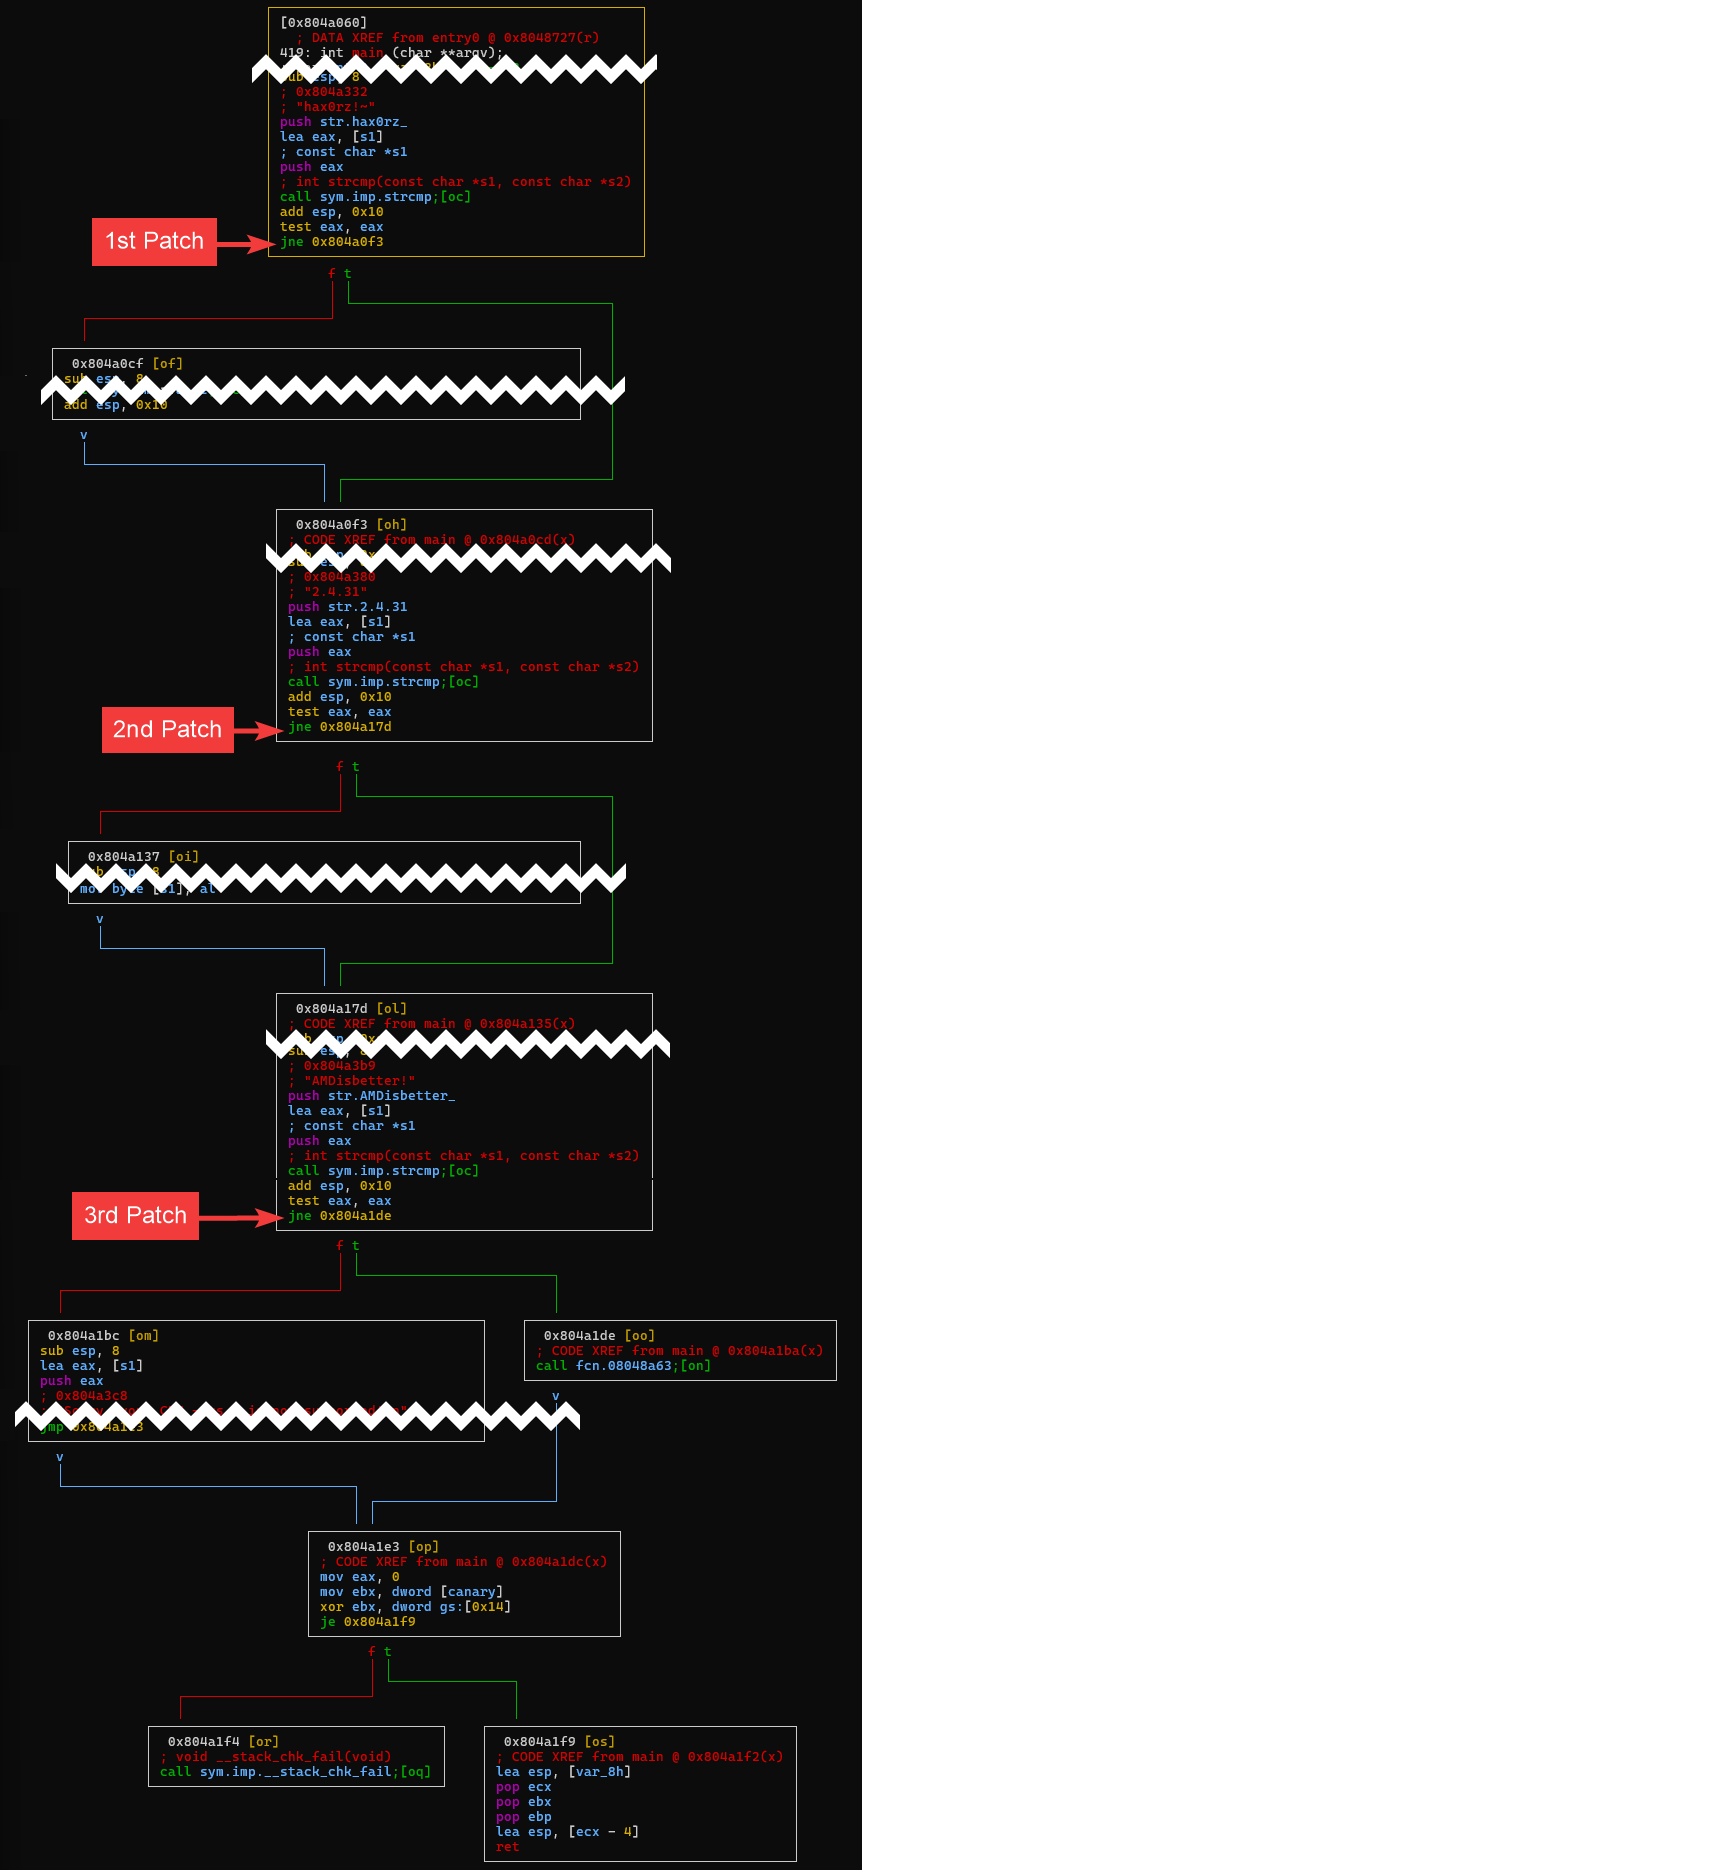 [0x804a060]
; DATA XREF from entry0 @ 0x8048727(r)
419: int main (char **argv);
sub esp, 8
; 0x804a332
; "hax0rz!~"
push str.hax0rz_
lea eax, [s1]
; const char *s1
push eax
; int strcmp(const char *s1, const char *s2)
call sym.imp.strcmp;[oc]
add esp, 0x10
test eax, eax
1st Patch
jne 0x804a0f3
f t
0x804a0cf [of]
sub esp, 8
add esp, 0x10
v
0x804a0f3 [oh]
; CODE XREF from main @ 0x804a0cd(x)
; 0x804a380
; "2.4.31"
push str.2.4.31
lea eax, [s1]
; const char *s1
push eax
; int strcmp(const char *s1, const char *s2)
call sym.imp.strcmp;[oc]
add esp, 0x10
test eax, eax
2nd Patch
jne 0x804a17d
f t
0x804a137 [oi]
sub esp, 8
mov byte [s1], al
v
0x804a17d [ol]
; CODE XREF from main @ 0x804a135(x)
sub esp, 8
; 0x804a3b9
; "AMDisbetter!"
push str.AMDisbetter_
lea eax, [s1]
; const char *s1
push eax
; int strcmp(const char *s1, const char *s2)
call sym.imp.strcmp;[oc]
add esp, 0x10
test eax, eax
3rd Patch
jne 0x804a1de
f t
0x804a1bc [om]
sub esp, 8
lea eax, [s1]
push eax
; 0x804a3c8
jmp 0x804a1e3
v
0x804a1de [oo]
; CODE XREF from main @ 0x804a1ba(x)
call fcn.08048a63;[on]
v
0x804a1e3 [op]
; CODE XREF from main @ 0x804a1dc(x)
mov eax, 0
mov ebx, dword [canary]
xor ebx, dword gs:[0x14]
je 0x804a1f9
f t
0x804a1f4 [or]
; void __stack_chk_fail(void)
call sym.imp.__stack_chk_fail;[oq]
0x804a1f9 [os]
; CODE XREF from main @ 0x804a1f2(x)
lea esp, [var_8h]
pop ecx
pop ebx
pop ebp
lea esp, [ecx - 4]
ret